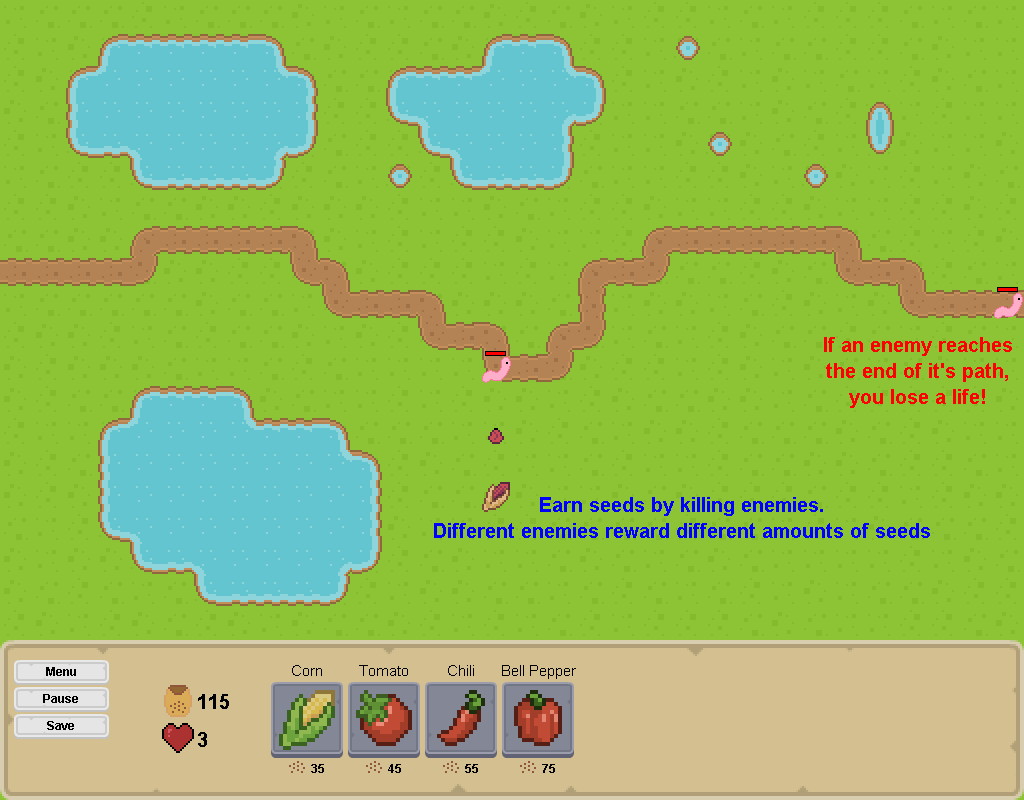 If an enemy reaches
the end of it's path,
you lose a life!
Earn seeds by killing enemies.
Different enemies reward different amounts of seeds
Menu
Pause
Save
115
3
Corn
Tomato
Chili
Bell Pepper
35
45
55
75